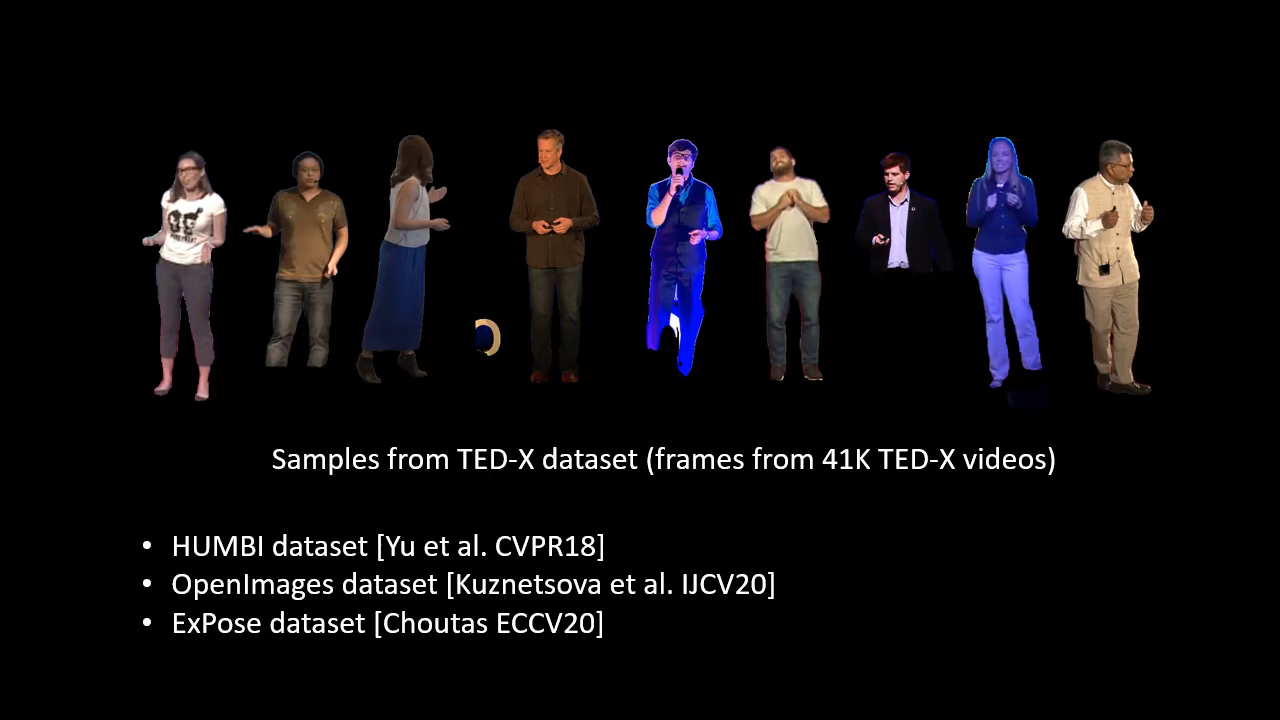 Samples from TED-X dataset (frames from 41K TED-X videos)
• HUMBI dataset [Yu et al. CVPR18]
• OpenImages dataset [Kuznetsova et al. IJCV20]
• ExPose dataset [Choutas ECCV20]